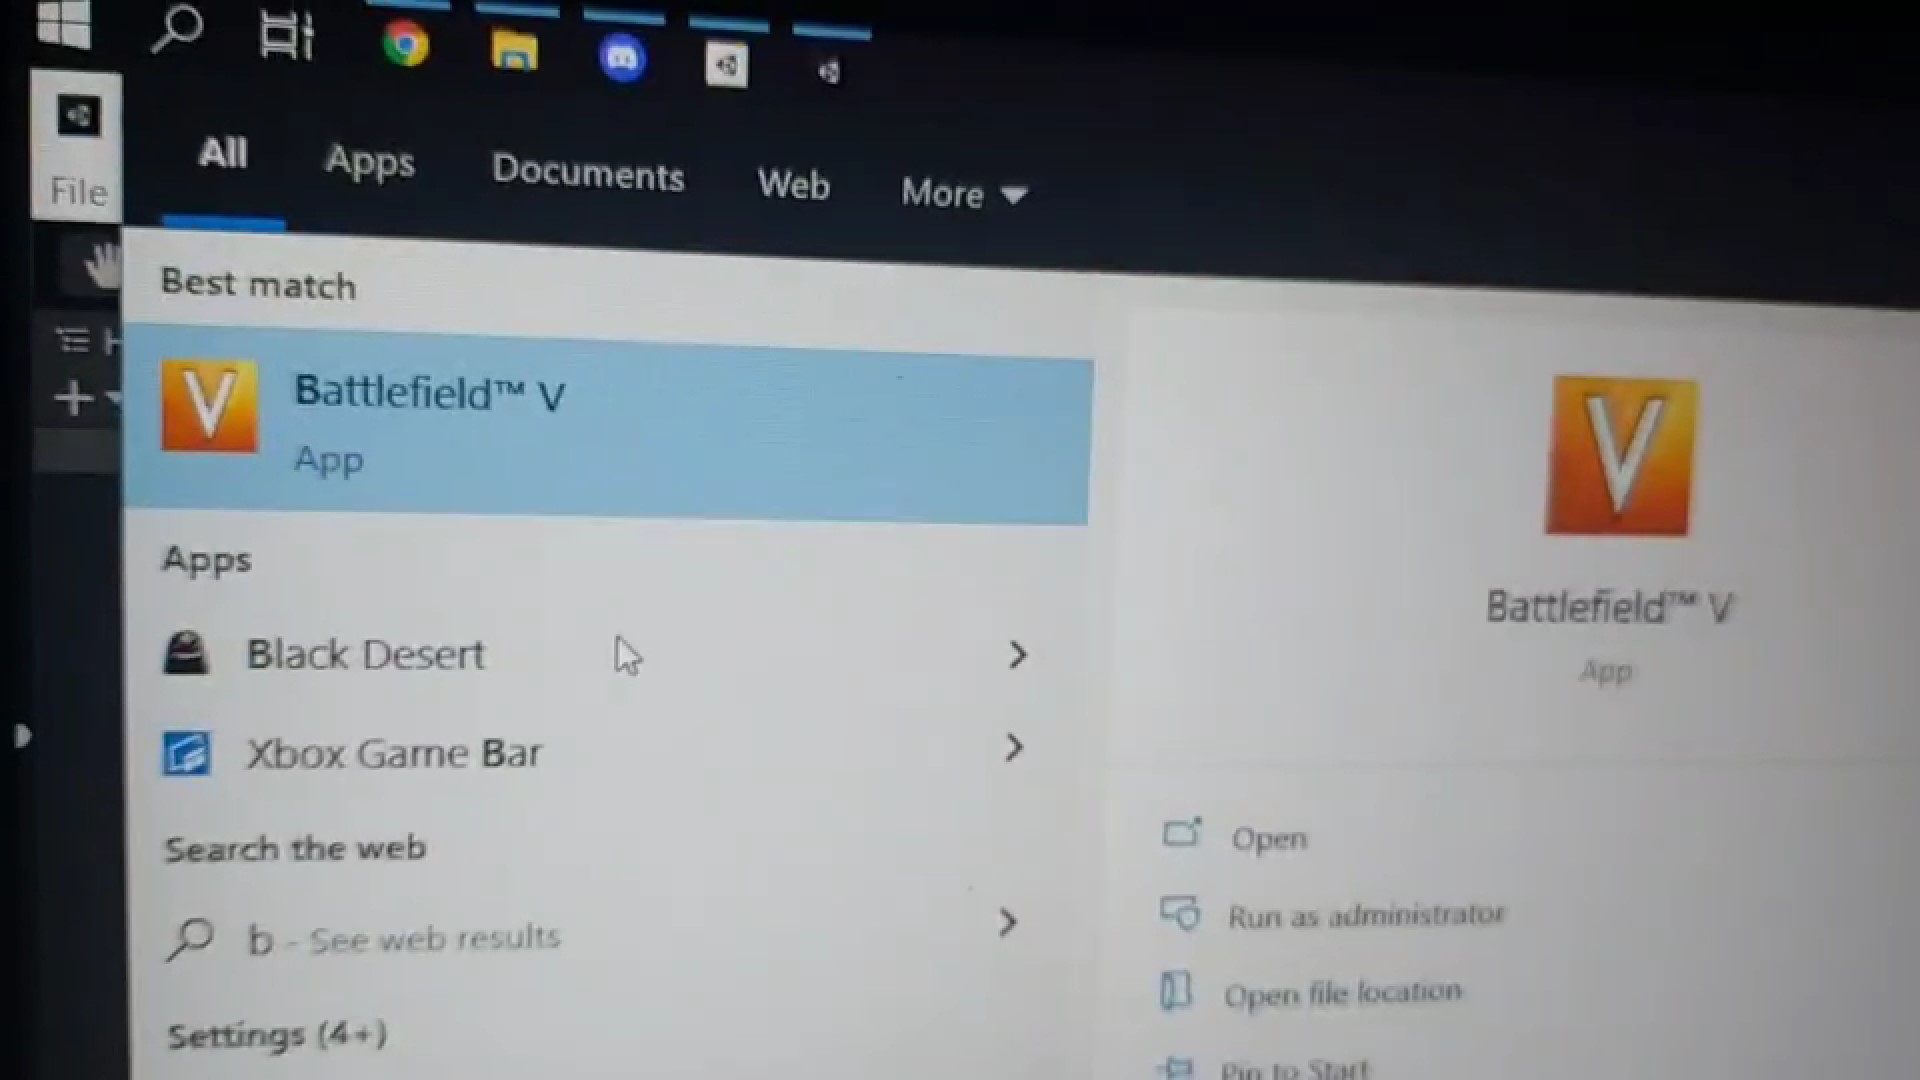 File
All Apps Documents Web More
Best match
Battlefield™ V
App
Apps
Black Desert
Xbox Game Bar
Search the web
b - See web results
Settings (4+)
Battlefield™ V
App
Open
Run as administrator
Open file location
Pin to Start